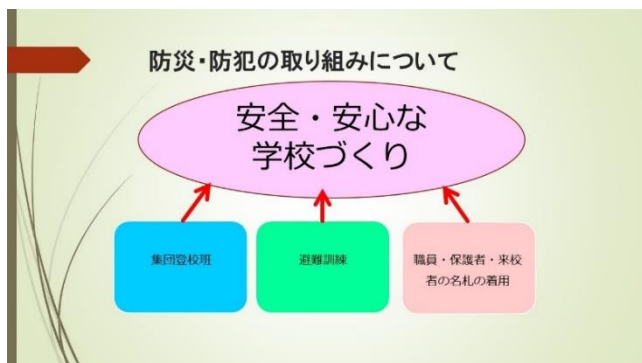 防災・防犯の取り組みについて
安全・安心な
学校づくり
集団登校班
避難訓練
職員・保護者・来校
者の名札の着用